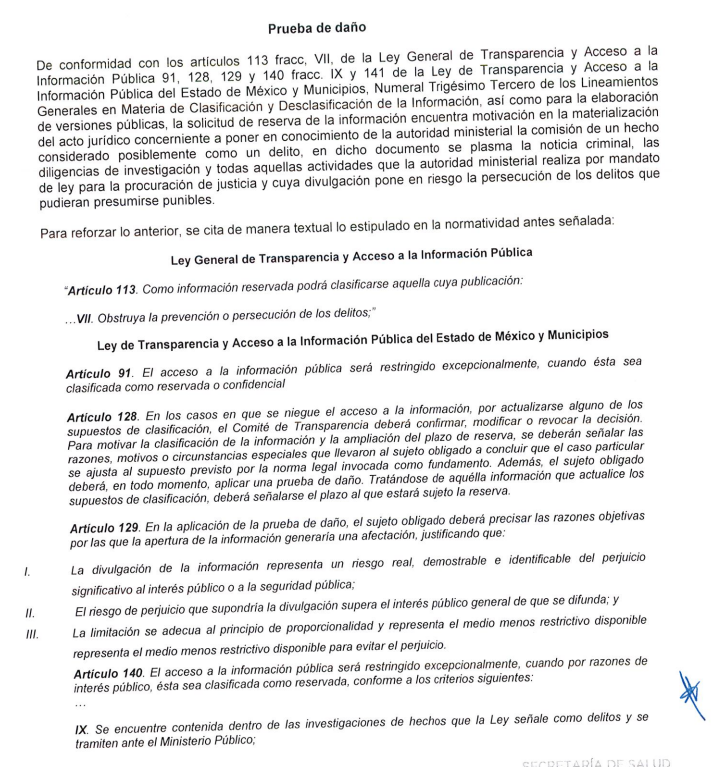 Prueba de daño
De conformidad con los artículos 113 fracc, VII, de la Ley General de Transparencia y Acceso a la
Información Pública 91, 128, 129 y 140 fracc. IX y 141 de la Ley de Transparencia y Acceso a la
Información Pública del Estado de México y Municipios, Numeral Trigésimo Tercero de los Lineamientos
Generales en Materia de Clasificación y Desclasificación de la Información, así como para la elaboración
de versiones públicas, la solicitud de reserva de la información encuentra motivación en la materialización
del acto jurídico concerniente a poner en conocimiento de la autoridad ministerial la comisión de un hecho
considerado posiblemente como un delito, en dicho documento se plasma la noticia criminal, las
diligencias de investigación y todas aquellas actividades que la autoridad ministerial realiza por mandato
de ley para la procuración de justicia y cuya divulgación pone en riesgo la persecución de los delitos que
pudieran presumirse punibles.
Para reforzar lo anterior, se cita de manera textual lo estipulado en la normatividad antes señalada:
Ley General de Transparencia y Acceso a la Información Pública
“Artículo 113. Como información reservada podrá clasificarse aquella cuya publicación:
...VII. Obstruya la prevención o persecución de los delitos;”
Ley de Transparencia y Acceso a la Información Pública del Estado de México y Municipios
Artículo 91. El acceso a la información pública será restringido excepcionalmente, cuando ésta sea
clasificada como reservada o confidencial
Artículo 128. En los casos en que se niegue el acceso a la información, por actualizarse alguno de los
supuestos de clasificación, el Comité de Transparencia deberá confirmar, modificar o revocar la decisión.
Para motivar la clasificación de la información y la ampliación del plazo de reserva, se deberán señalar las
razones, motivos o circunstancias especiales que llevaron al sujeto obligado a concluir que el caso particular
se ajusta al supuesto previsto por la norma legal invocada como fundamento. Además, el sujeto obligado
deberá, en todo momento, aplicar una prueba de daño. Tratándose de aquélla información que actualice los
supuestos de clasificación, deberá señalarse el plazo al que estará sujeto la reserva.
Artículo 129. En la aplicación de la prueba de daño, el sujeto obligado deberá precisar las razones objetivas
por las que la apertura de la información generaría una afectación, justificando que:
I. La divulgación de la información representa un riesgo real, demostrable e identificable del perjuicio
significativo al interés público o a la seguridad pública;
II. El riesgo de perjuicio que supondría la divulgación supera el interés público general de que se difunda; y
III. La limitación se adecua al principio de proporcionalidad y representa el medio menos restrictivo disponible
representa el medio menos restrictivo disponible para evitar el perjuicio.
Artículo 140. El acceso a la información pública será restringido excepcionalmente, cuando por razones de
interés público, ésta sea clasificada como reservada, conforme a los criterios siguientes:
...
IX. Se encuentre contenida dentro de las investigaciones de hechos que la Ley señale como delitos y se
tramiten ante el Ministerio Público;
SECRETARÍA DE SALUD